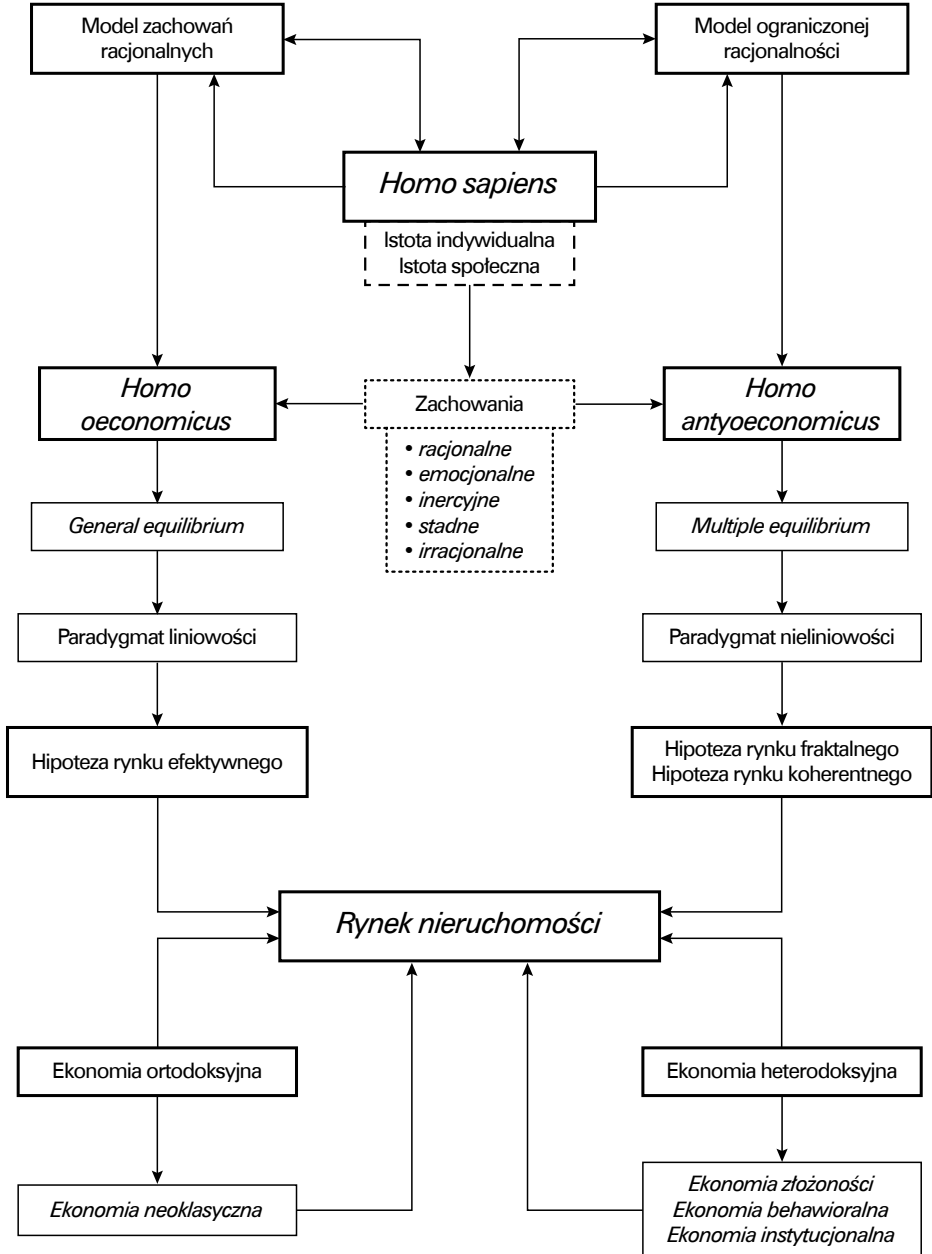 Model zachowań
racjonalnych
Model ograniczonej
racjonalności
Homo sapiens
Istota indywidualna
Istota społeczna
Homo
oeconomicus
Zachowania
• racjonalne
• emocjonalne
• inercyjne
• stadne
• irracjonalne
Homo
antyoeconomicus
General equilibrium
Multiple equilibrium
Paradygmat liniowości
Paradygmat nieliniowości
Hipoteza rynku efektywnego
Hipoteza rynku fraktalnego
Hipoteza rynku koherentnego
Rynek nieruchomości
Ekonomia ortodoksyjna
Ekonomia heterodoksyjna
Ekonomia neoklasyczna
Ekonomia złożoności
Ekonomia behawioralna
Ekonomia instytucjonalna